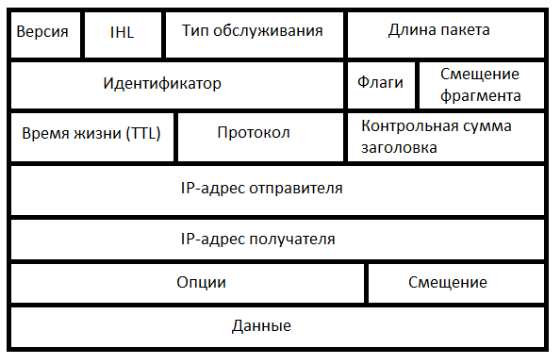 Версия IHL Тип обслуживания Длина пакета
Идентификатор Флаги Смещение
фрагмента
Время жизни (TTL) Протокол Контрольная сумма
заголовка
IP-адрес отправителя
IP-адрес получателя
Опции Смещение
Данные